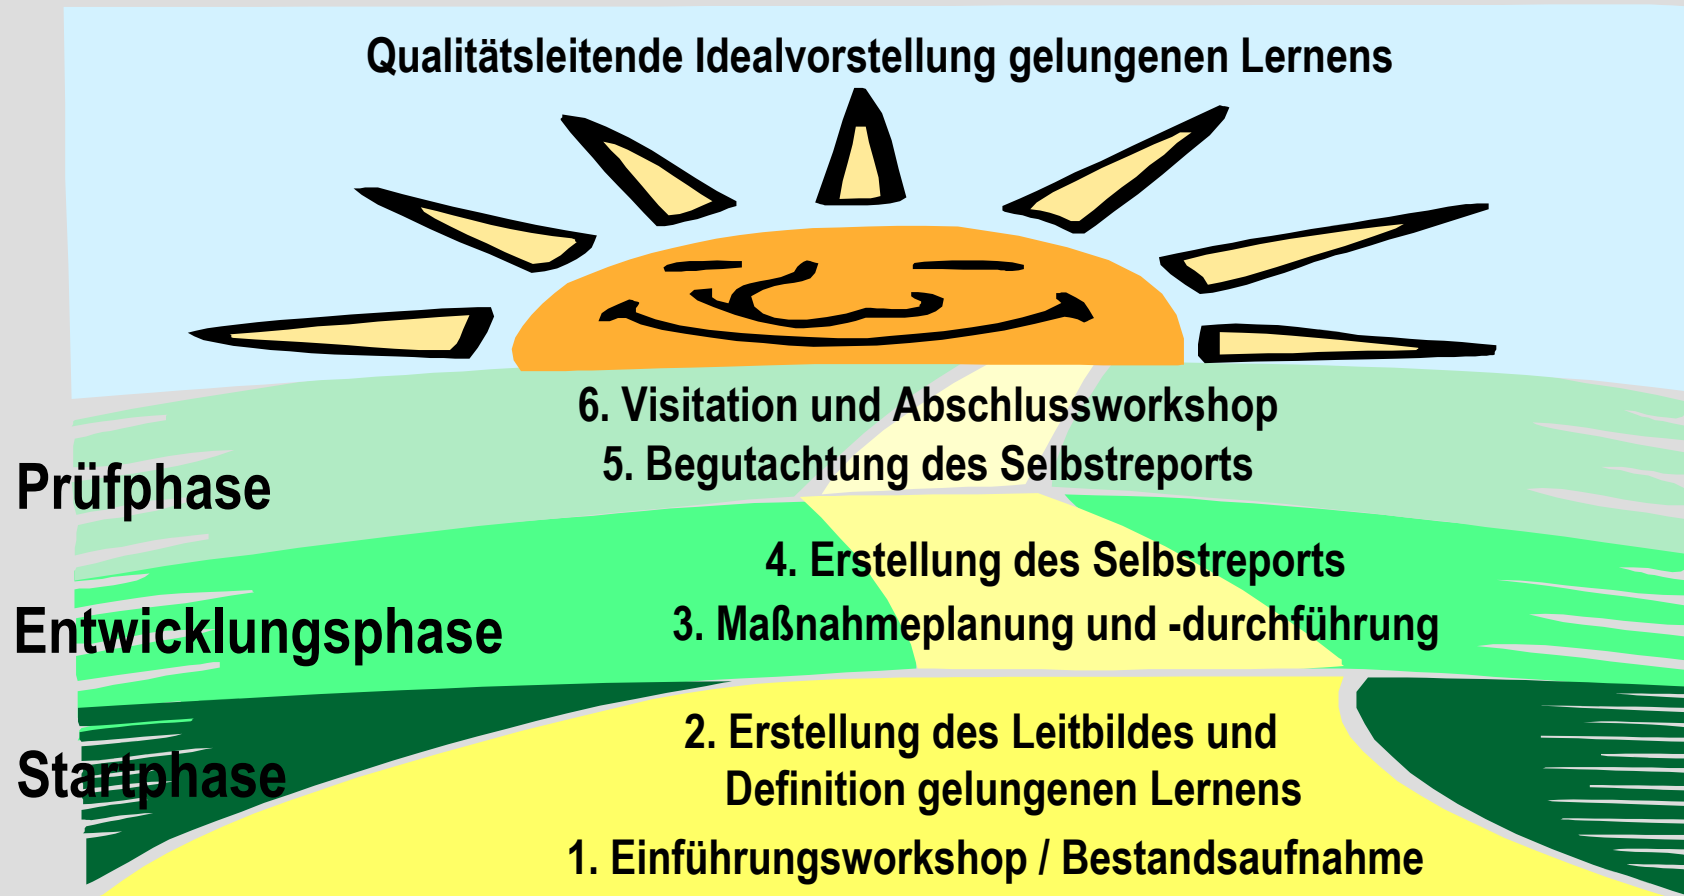 Qualitätsleitende Idealvorstellung gelungenen Lernens
6. Visitation und Abschlussworkshop
5. Begutachtung des Selbstreports
Prüfphase
4. Erstellung des Selbstreports
3. Maßnahmeplanung und -durchführung
Entwicklungsphase
2. Erstellung des Leitbildes und
Definition gelungenen Lernens
Startphase
1. Einführungsworkshop / Bestandsaufnahme